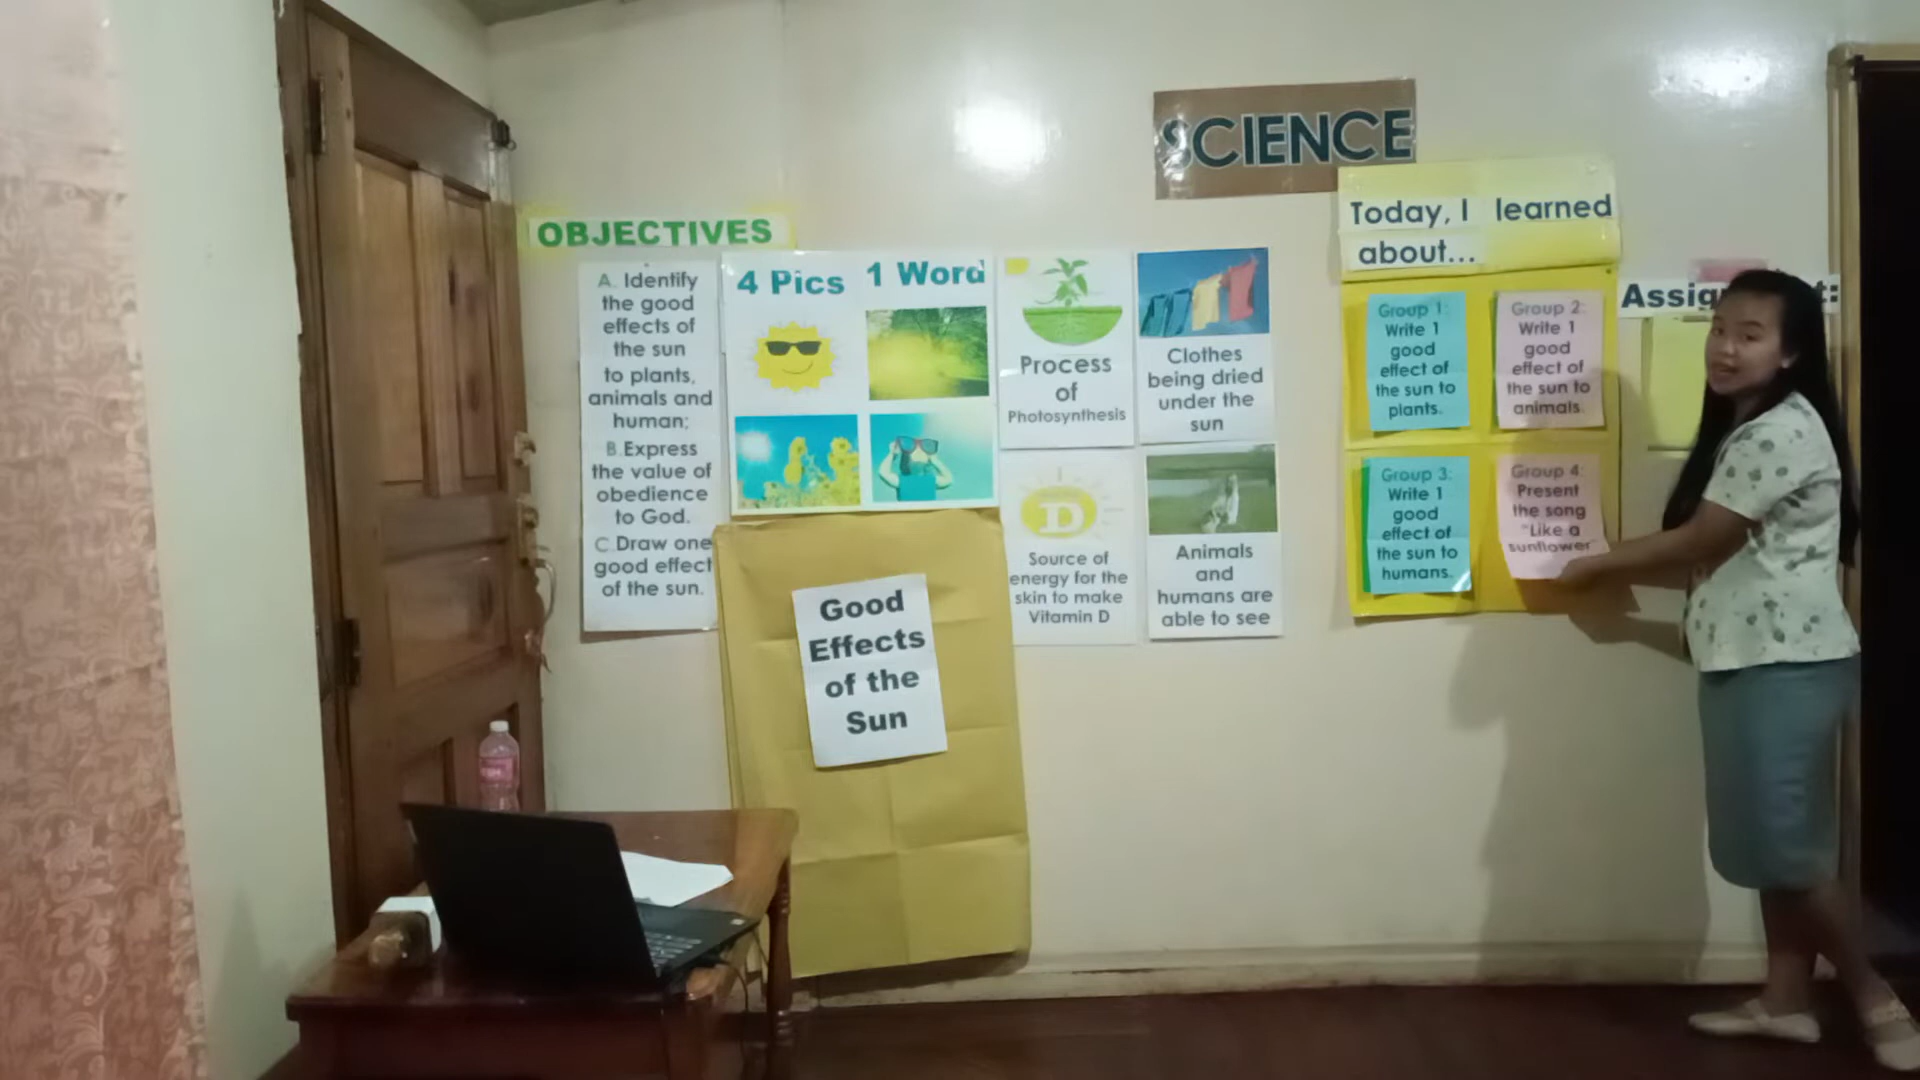 SCIENCE
OBJECTIVES
A. Identify
the good
effects of
the sun
to plants,
animals and
human;
B. Express
the value of
obedience
to God.
C. Draw one
good effect
of the sun.
4 Pics 1 Word
Good
Effects
of the
Sun
Process
of
Photosynthesis
Clothes
being dried
under the
sun
D
Source of
energy for the
skin to make
Vitamin D
Animals
and
humans are
able to see
Today, I learned
about...
Group 1:
Write 1
good
effect of
the sun to
plants.
Group 2:
Write 1
good
effect of
the sun to
animals.
Group 3:
Write 1
good
effect of
the sun to
humans.
Group 4:
Present
the song
"Like a
sunflower"